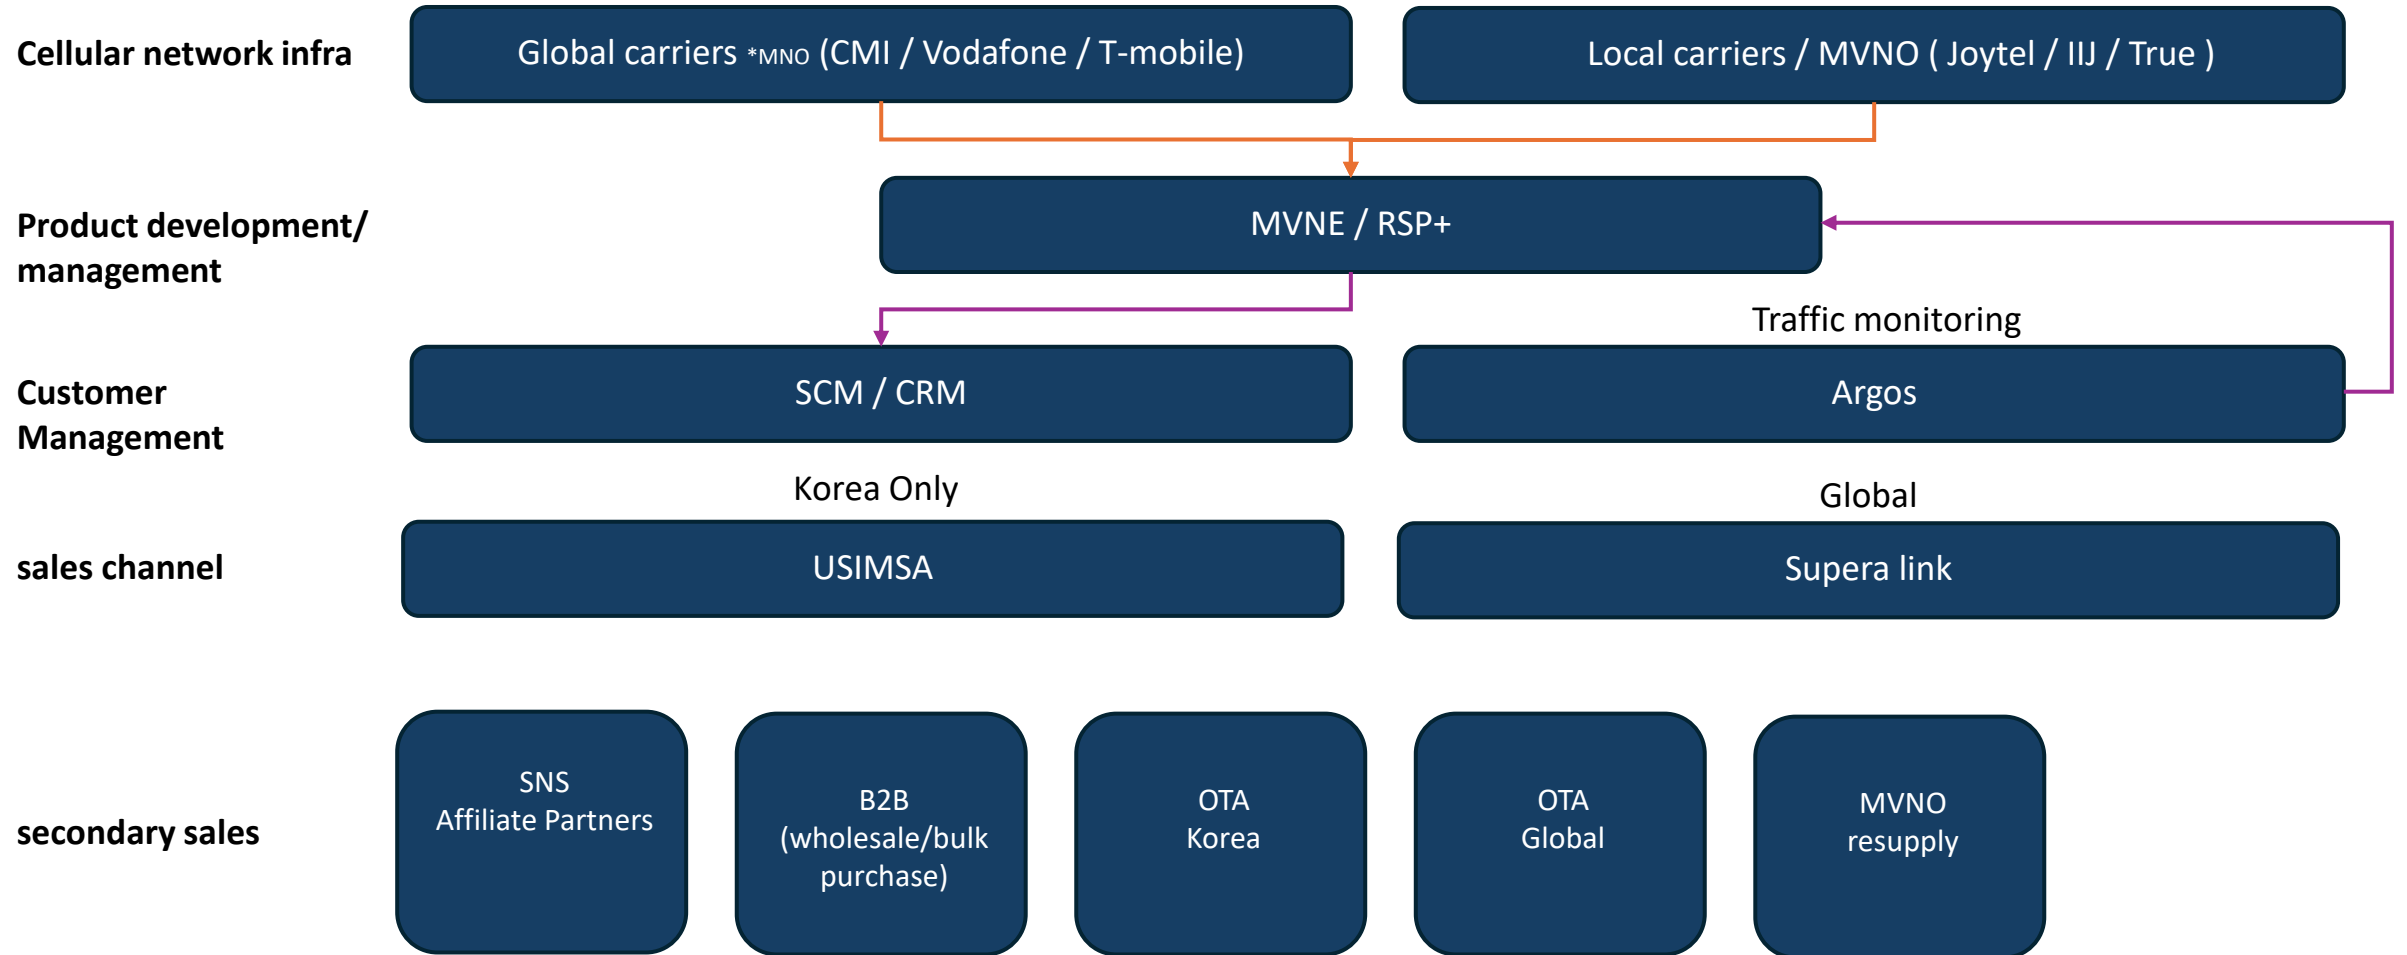 Cellular network infra
Global carriers *MNO (CMI / Vodafone / T-mobile)
Local carriers / MVNO ( Joytel / IIJ / True )
Product development/
management
MVNE / RSP+
Traffic monitoring
Customer
Management
SCM / CRM
Argos
Korea Only
Global
sales channel
USIMSA
Supera link
secondary sales
SNS
Affiliate Partners
B2B
(wholesale/bulk
purchase)
OTA
Korea
OTA
Global
MVNO
resupply